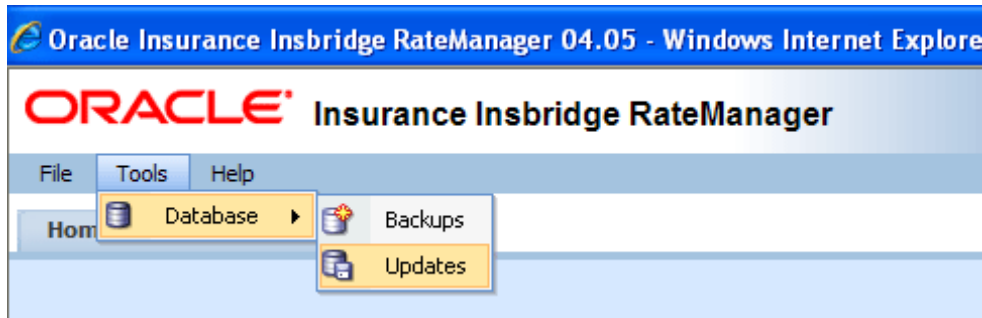 Oracle Insurance Insbridge RateManager 04.05 - Windows Internet Explore
ORACLE Insurance Insbridge RateManager
File Tools Help
Hom
Database Backups
Updates